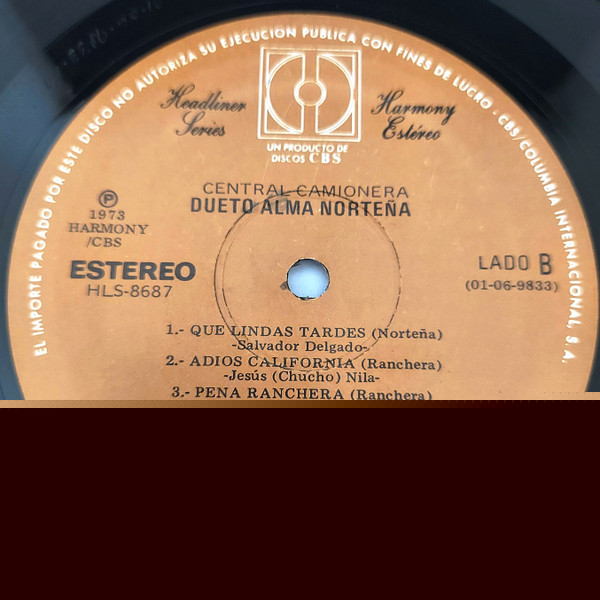 EL IMPORTE PAGADO POR ESTE DISCO NO AUTORIZA SU EJECUCION PUBLICA CON FINES DE LUCRO · CBS/COLUMBIA INTERNACIONAL, S.A.
Headliner Series
Harmony Estéreo
UN PRODUCTO DE
DISCOS CBS
CENTRAL CAMIONERA
DUETO ALMA NORTEÑA
Ⓟ
1973
HARMONY
/CBS
ESTEREO
HLS-8687
LADO B
(01-06-9833)
1.- QUE LINDAS TARDES (Norteña)
-Salvador Delgado-
2.- ADIOS CALIFORNIA (Ranchera)
-Jesús (Chucho) Nila-
3.- PENA RANCHERA (Ranchera)